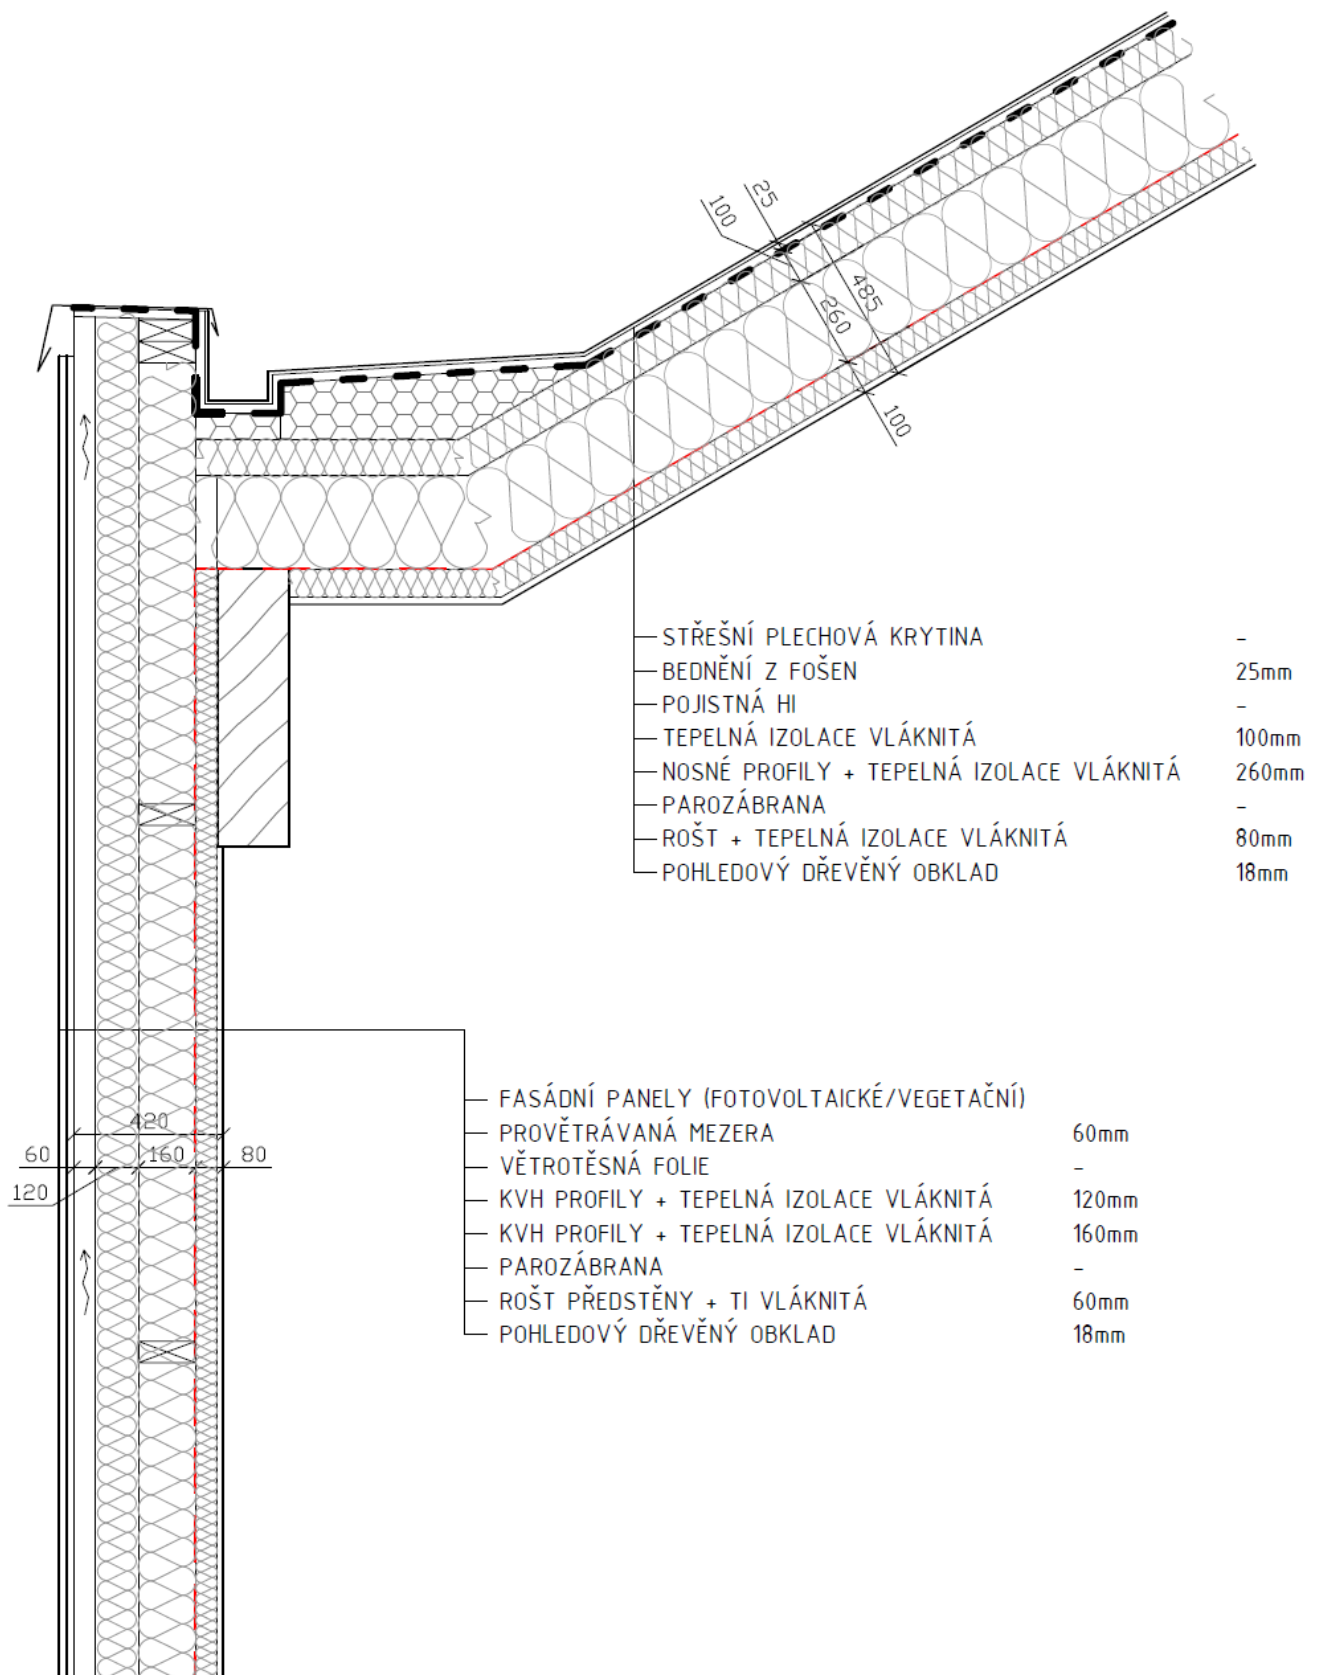 25
100
485
260
100
STŘEŠNÍ PLECHOVÁ KRYTINA -
BEDNĚNÍ Z FOŠEN 25mm
POJISTNÁ HI -
TEPELNÁ IZOLACE VLÁKNITÁ 100mm
NOSNÉ PROFILY + TEPELNÁ IZOLACE VLÁKNITÁ 260mm
PAROZÁBRANA -
ROŠT + TEPELNÁ IZOLACE VLÁKNITÁ 80mm
POHLEDOVÝ DŘEVĚNÝ OBKLAD 18mm
FASÁDNÍ PANELY (FOTOVOLTAICKÉ/VEGETAČNÍ)
PROVĚTRÁVANÁ MEZERA 60mm
VĚTROTĚSNÁ FOLIE -
KVH PROFILY + TEPELNÁ IZOLACE VLÁKNITÁ 120mm
KVH PROFILY + TEPELNÁ IZOLACE VLÁKNITÁ 160mm
PAROZÁBRANA -
ROŠT PŘEDSTĚNY + TI VLÁKNITÁ 60mm
POHLEDOVÝ DŘEVĚNÝ OBKLAD 18mm
420
60 160 80
120